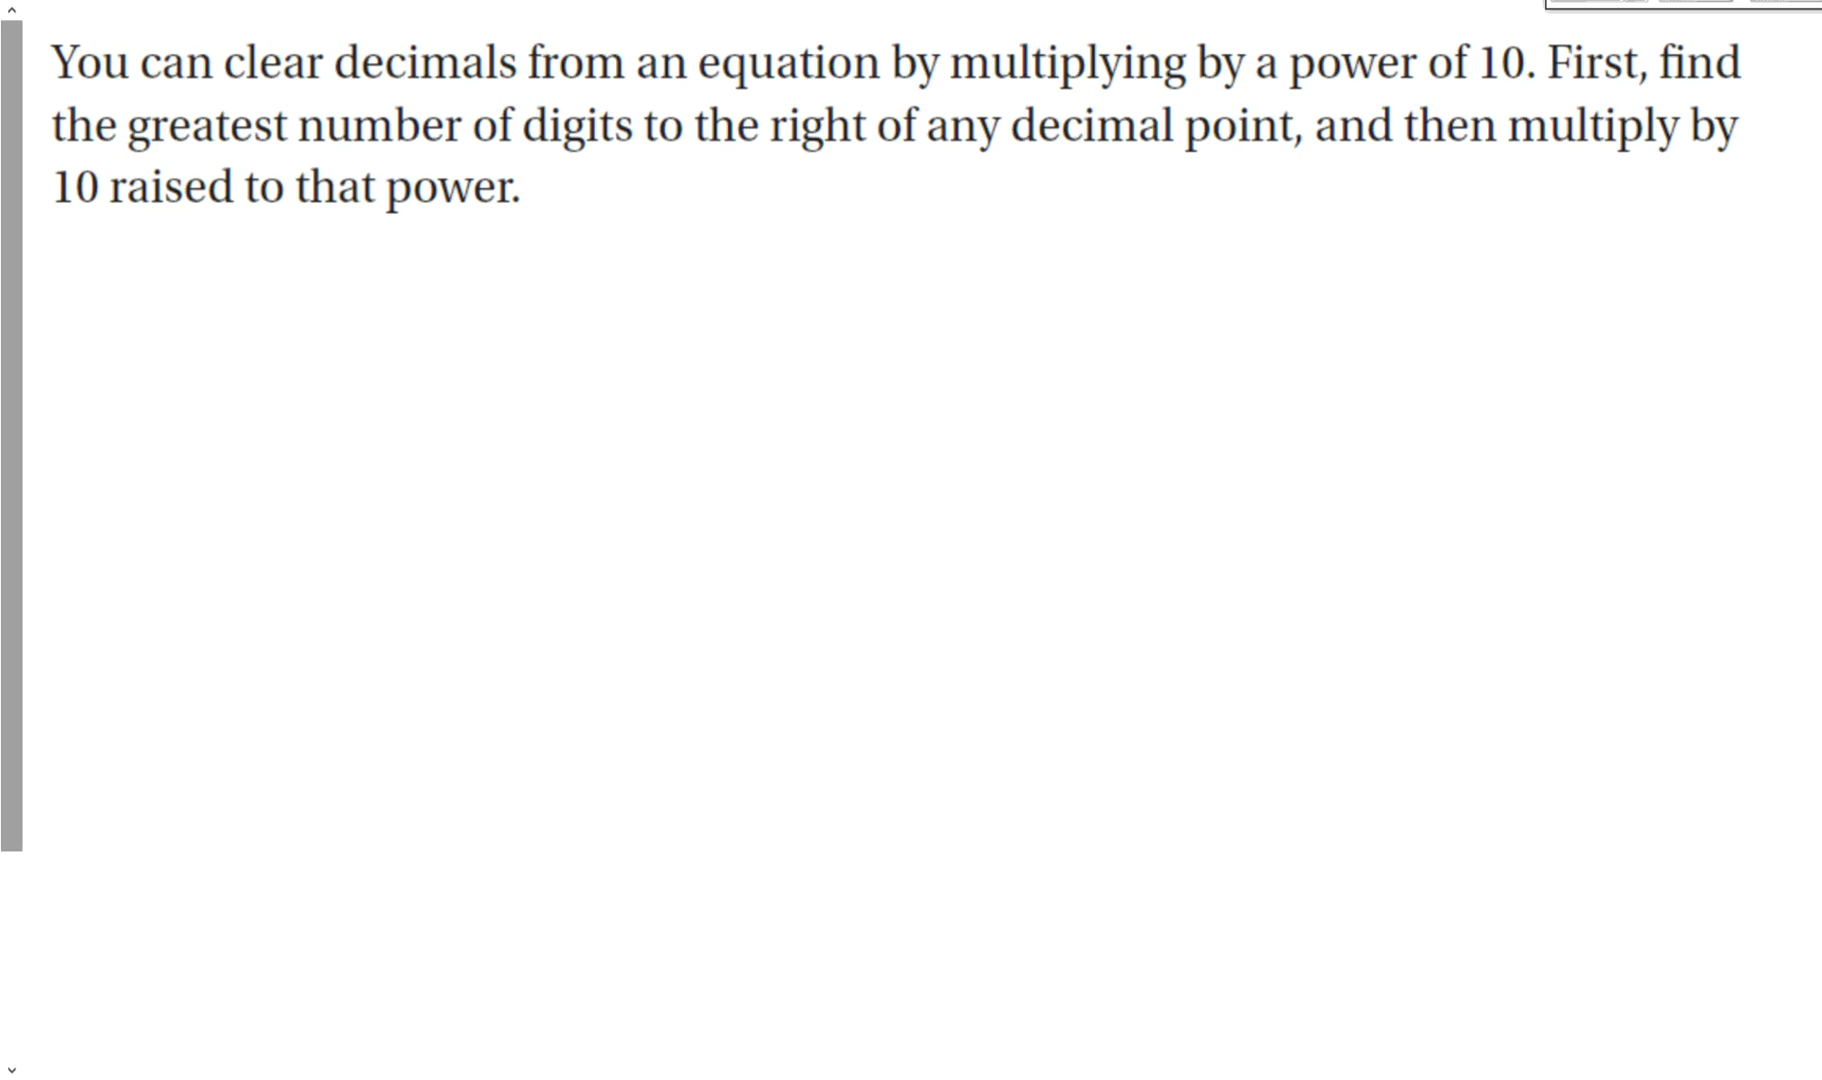 You can clear decimals from an equation by multiplying by a power of 10. First, find
the greatest number of digits to the right of any decimal point, and then multiply by
10 raised to that power.